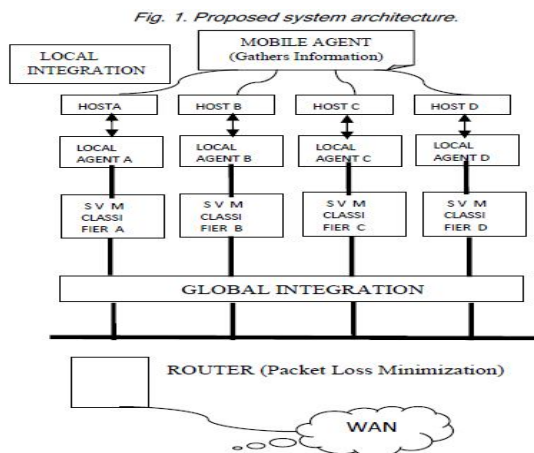 Fig. 1. Proposed system architecture.
MOBILE AGENT
(Gathers Information)
LOCAL
INTEGRATION
HOSTA
HOST B
HOST C
HOST D
LOCAL
AGENT A
LOCAL
AGENT B
LOCAL
AGENT C
LOCAL
AGENT D
S V M
CLASSI
FIER A
S V M
CLASSI
FIER B
S V M
CLASSI
FIER C
S V M
CLASSI
FIER D
GLOBAL INTEGRATION
ROUTER (Packet Loss Minimization)
WAN